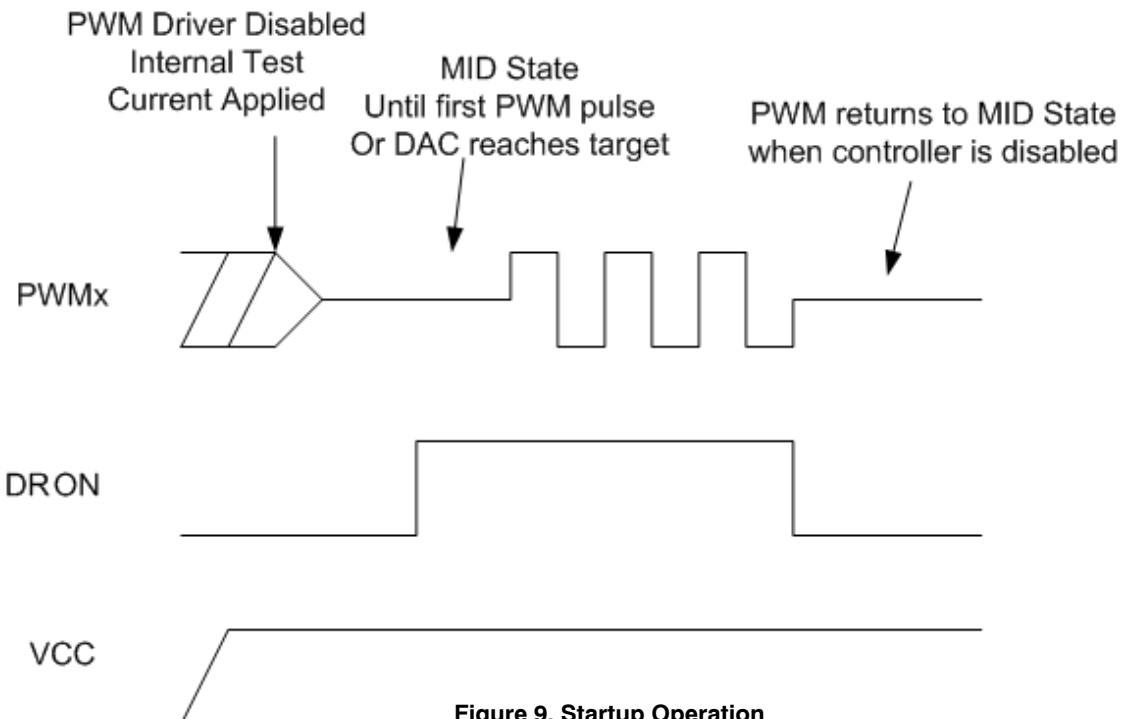 PWM Driver Disabled
Internal Test
Current Applied
MID State
Until first PWM pulse
Or DAC reaches target
PWM returns to MID State
when controller is disabled
PWMx
DRON
VCC
Figure 9. Startup Operation